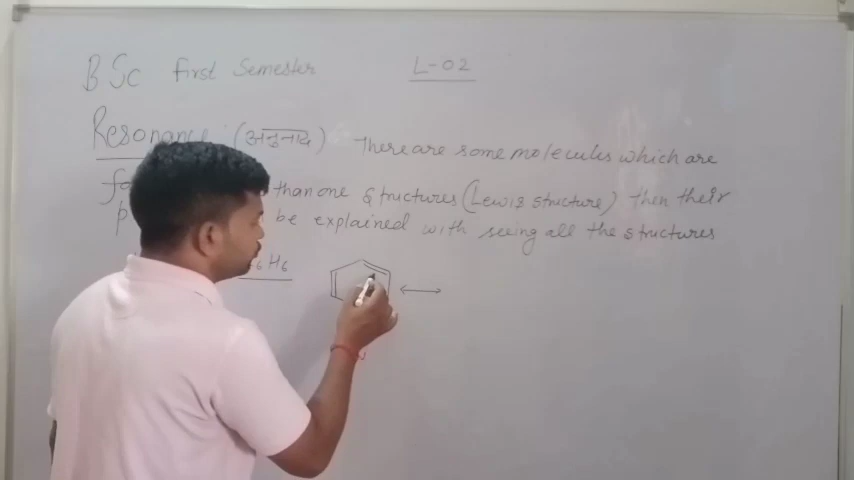 BSc first Semester L-02
Resonance: (अनुनाद) There are some molecules which are
than one Structures (Lewis structure) then their
be explained with seeing all the structures
H6